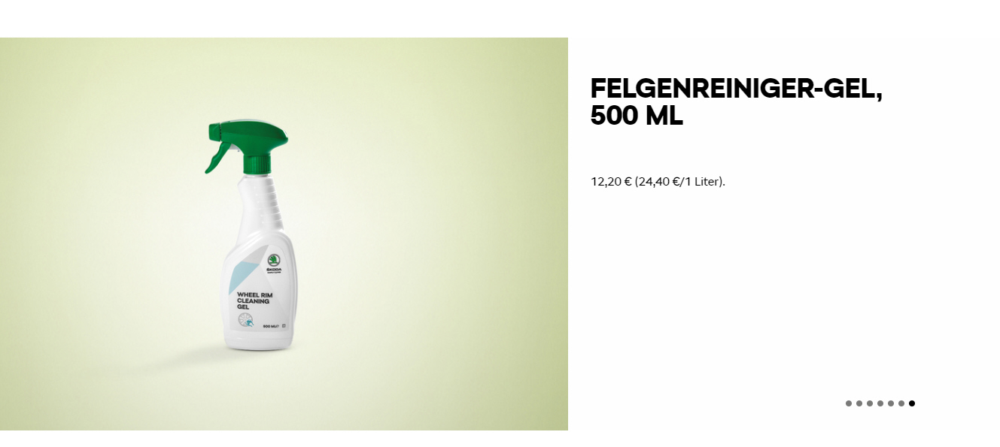 FELGENREINIGER-GEL,
500 ML
12,20 € (24,40 €/1 Liter).
ŠKODA
WHEEL RIM
CLEANING
GEL
500 ML